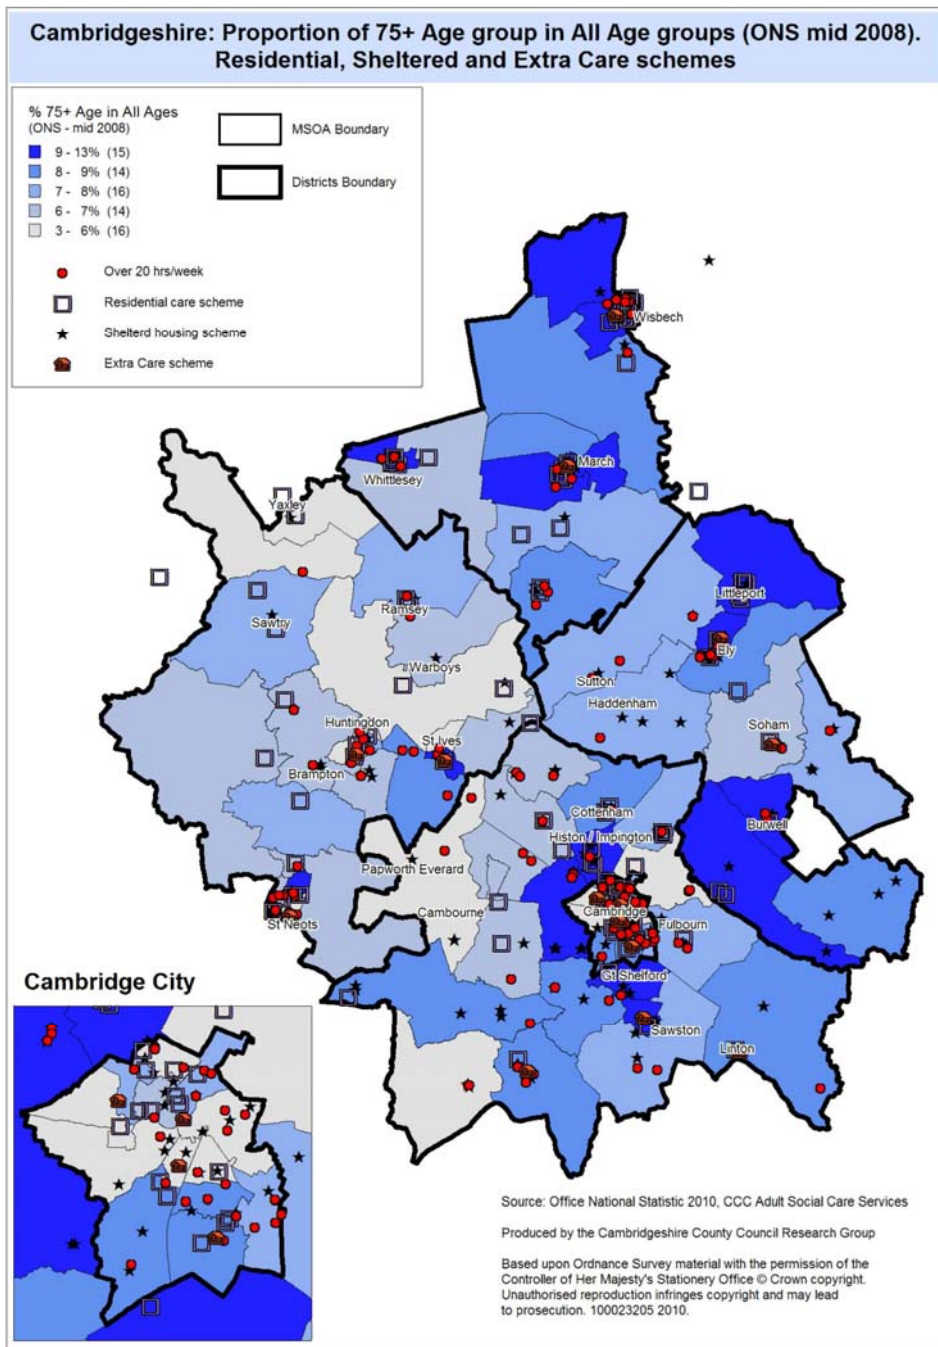 Cambridgeshire: Proportion of 75+ Age group in All Age groups (ONS mid 2008).
Residential, Sheltered and Extra Care schemes
% 75+ Age in All Ages
(ONS - mid 2008)
9 - 13% (15)
8 - 9% (14)
7 - 8% (16)
6 - 7% (14)
3 - 6% (16)
MSOA Boundary
Districts Boundary
Over 20 hrs/week
Residential care scheme
Shelterd housing scheme
Extra Care scheme
Wisbech
March
Whittlesey
Yaxley
Littleport
Ramsey
Sawtry
Ely
Warboys
Sutton
Haddenham
Huntingdon
Soham
St Ives
Brampton
Cottenham
Burwell
Histon / Impington
Papworth Everard
Cambourne
Cambridge
St Neots
Fulbourn
Gt Shelford
Sawston
Linton
Cambridge City
Source: Office National Statistic 2010, CCC Adult Social Care Services
Produced by the Cambridgeshire County Council Research Group
Based upon Ordnance Survey material with the permission of the
Controller of Her Majesty's Stationery Office © Crown copyright.
Unauthorised reproduction infringes copyright and may lead
to prosecution. 100023205 2010.